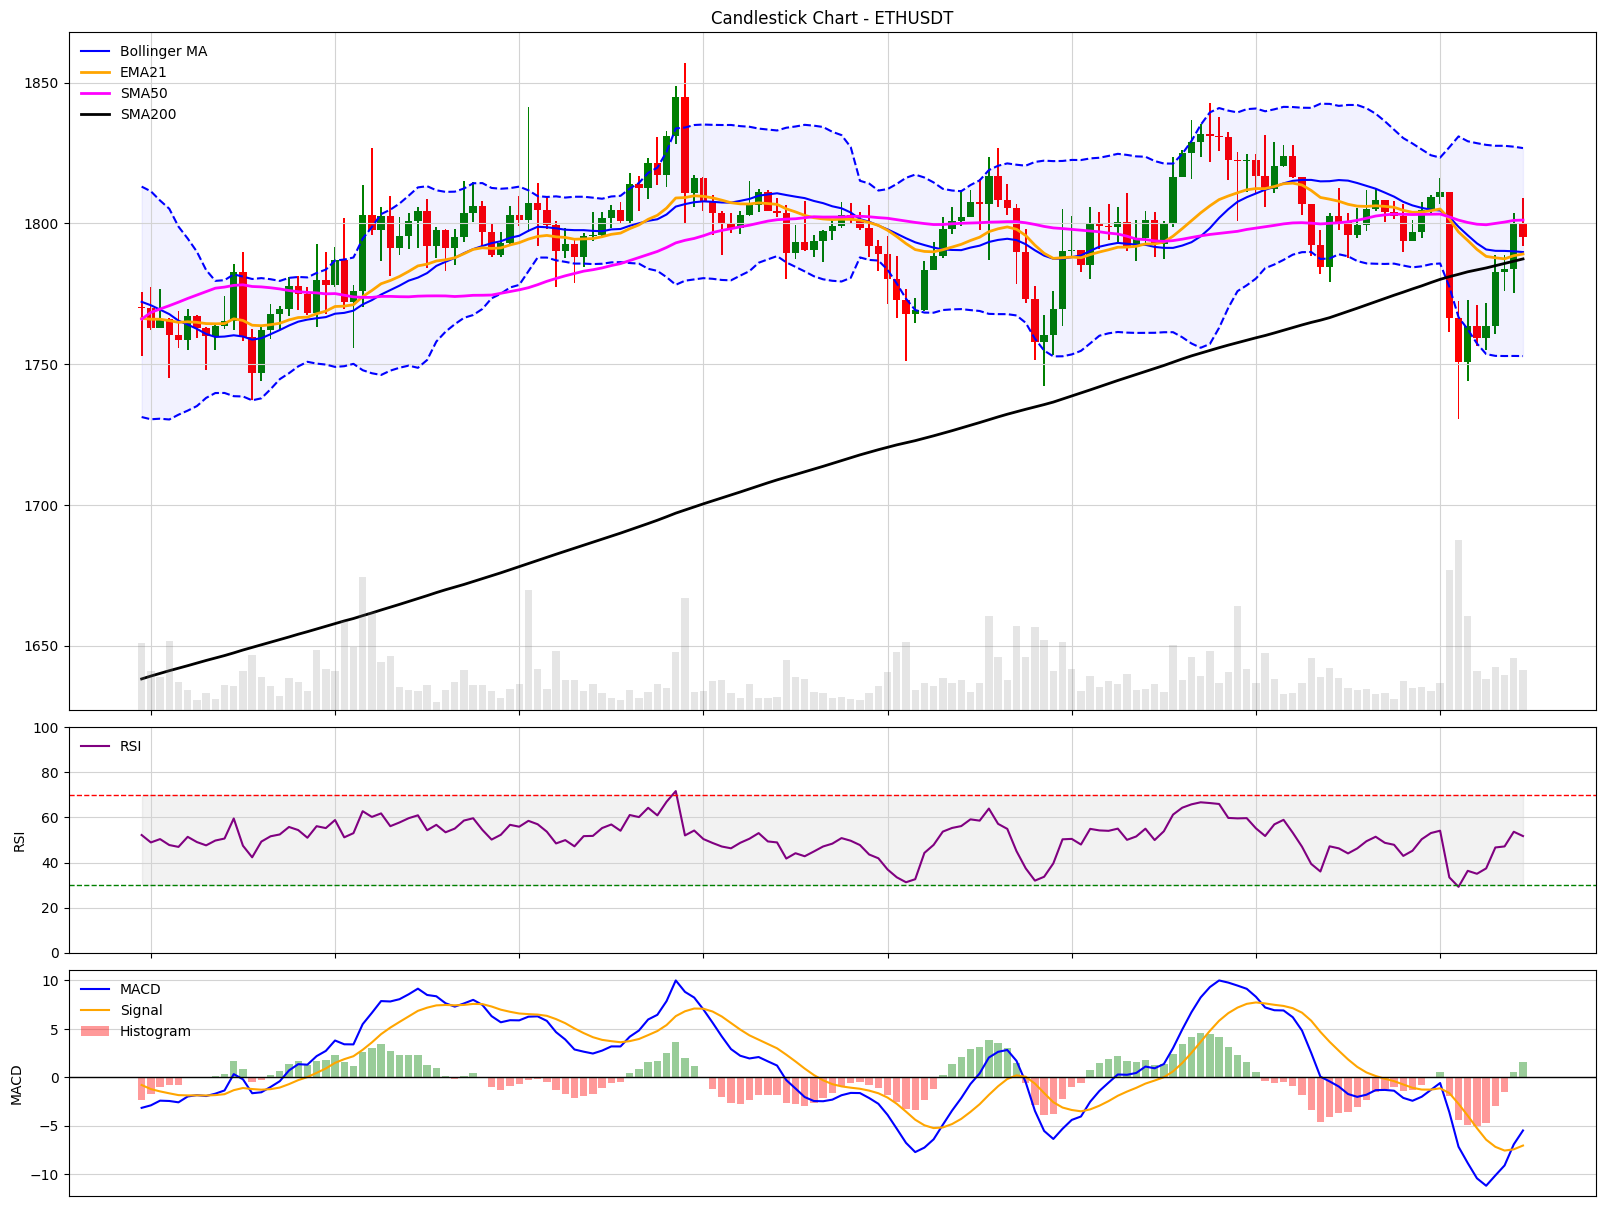 Candlestick Chart - ETHUSDT
Bollinger MA
EMA21
SMA50
SMA200
1850
1800
1750
1700
1650
RSI
100
80
60
40
20
0
RSI
MACD
Signal
Histogram
10
5
0
−5
−10
MACD